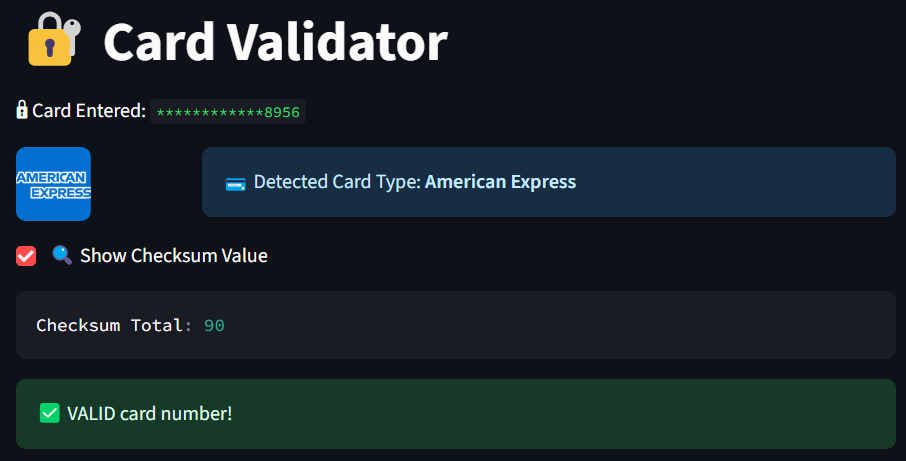 Card Validator
Card Entered: ************8956
AMERICAN
EXPRESS
Detected Card Type: American Express
Show Checksum Value
Checksum Total: 90
VALID card number!